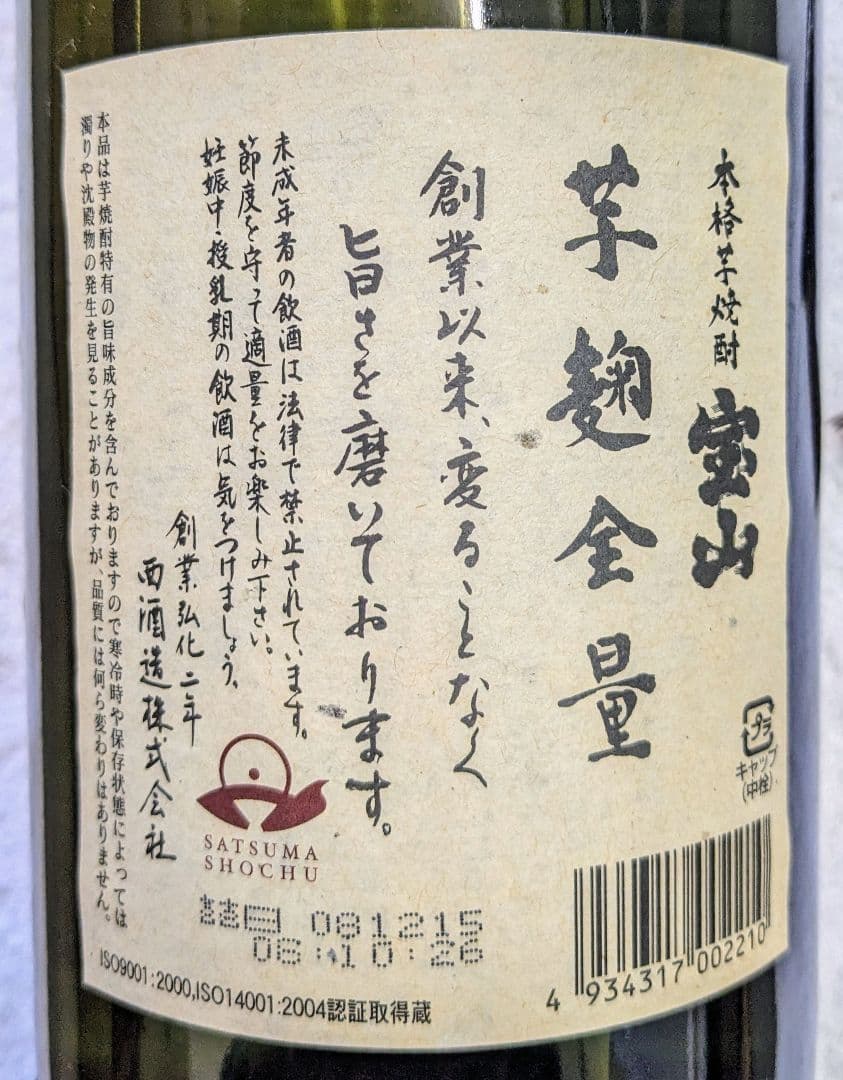 本格芋焼酎 宝山
芋麹全量
創業以来、変ることなく
旨さを磨いております。
未成年者の飲酒は法律で禁止されています。
節度を守って適量をお楽しみ下さい。
妊娠中・授乳期の飲酒は気をつけましょう。
創業弘化二年
西酒造株式会社
本品は芋焼酎特有の旨味成分を含んでおりますので寒冷時や保存状態によっては
濁りや沈殿物の発生を見ることがありますが、品質には何ら変わりはありません。
プラ
キャップ
(中栓)
SATSUMA
SHOCHU
詰日 081215
08:10:26
ISO9001:2000,ISO14001:2004認証取得蔵
4 934317 002210